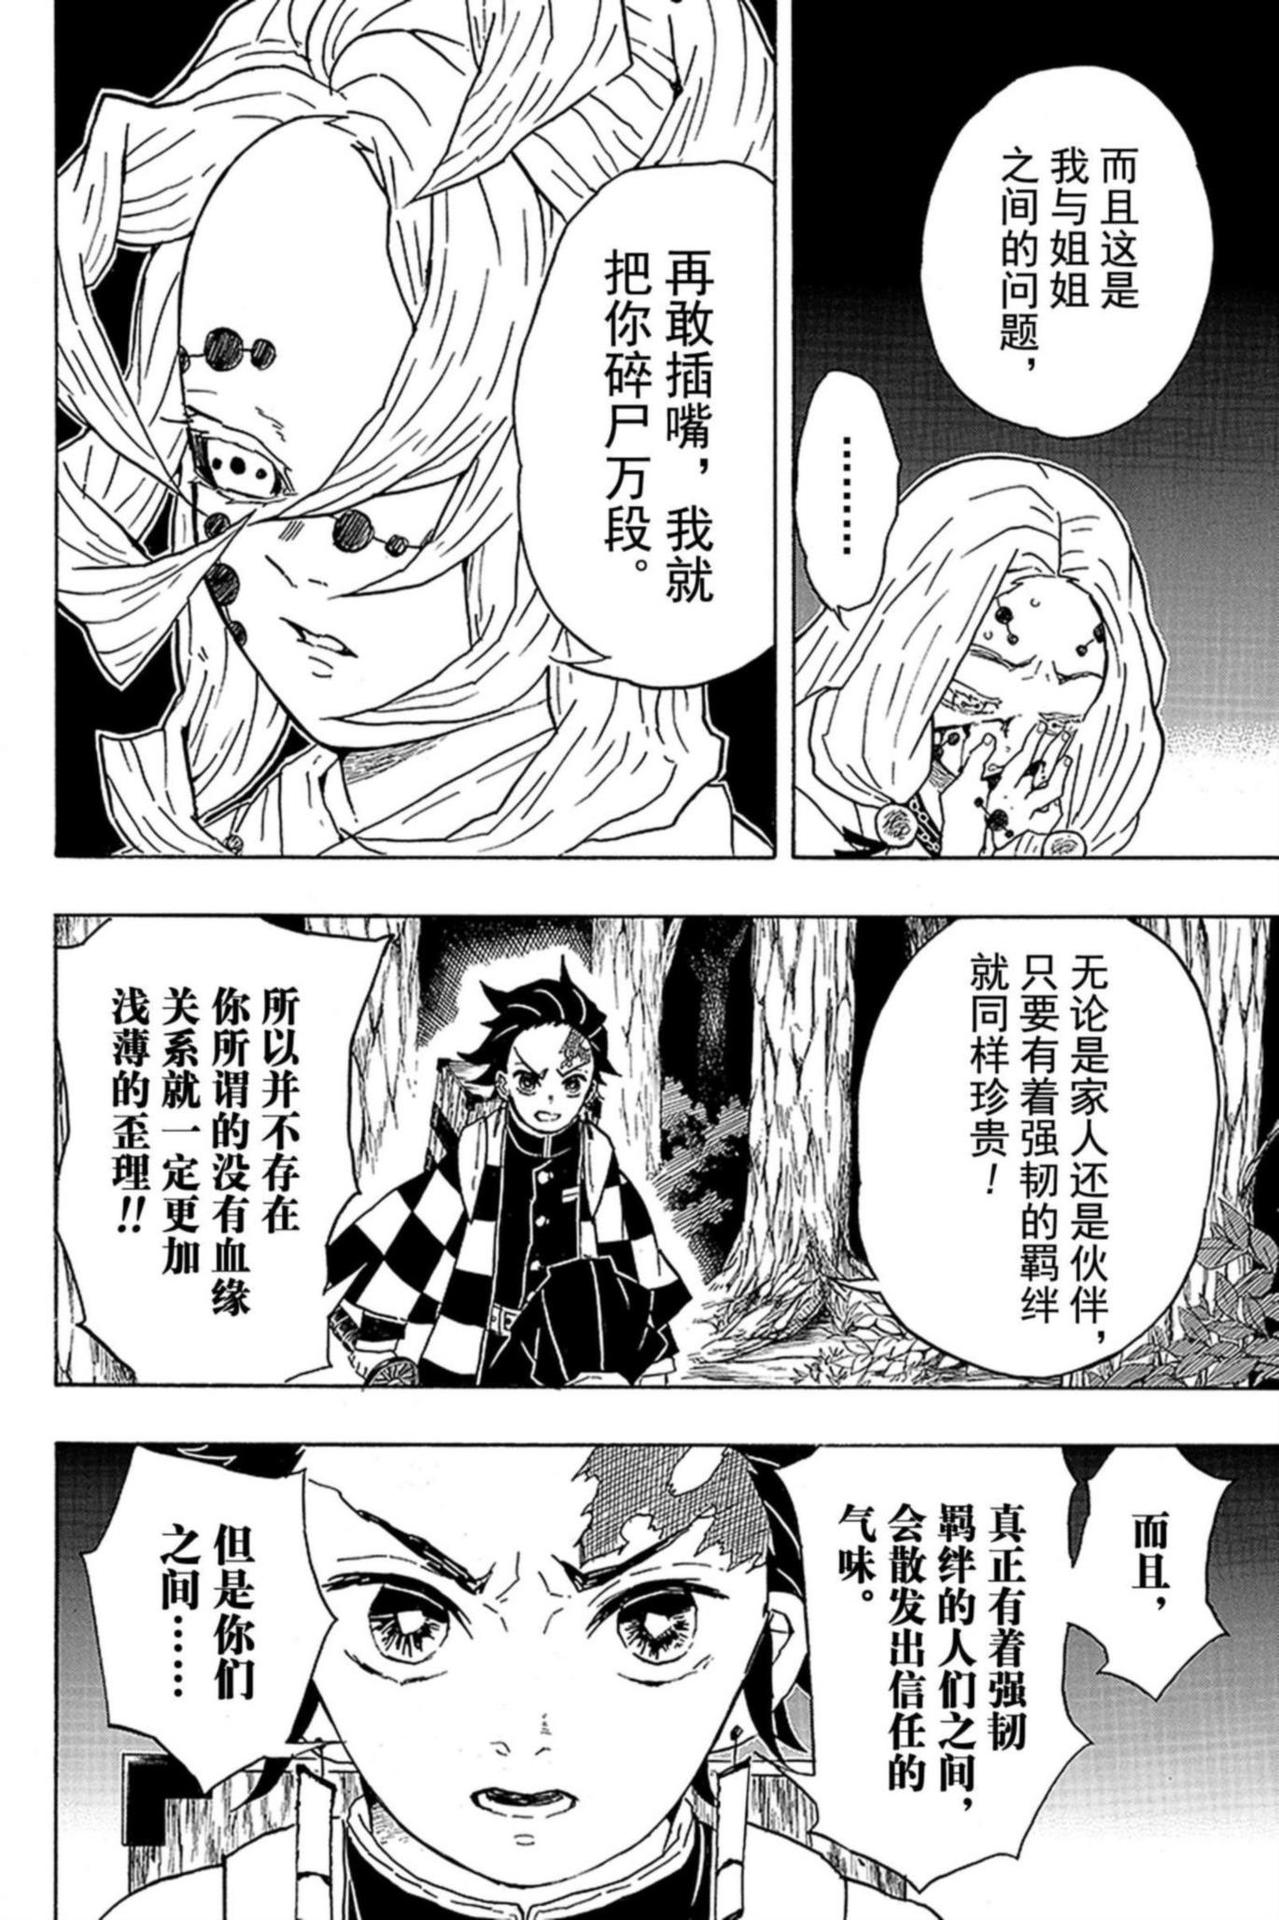 而且这是
我与姐姐
之间的问题，
………
再敢插嘴，我就
把你碎尸万段。
无论是家人还是伙伴，
只要有着强韧的羁绊
就同样珍贵！
所以并不存在
你所谓的没有血缘
关系就一定更加
浅薄的歪理!!
而且，
真正有着强韧
羁绊的人们之间，
会散发出信任的
气味。
但是你们
之间……